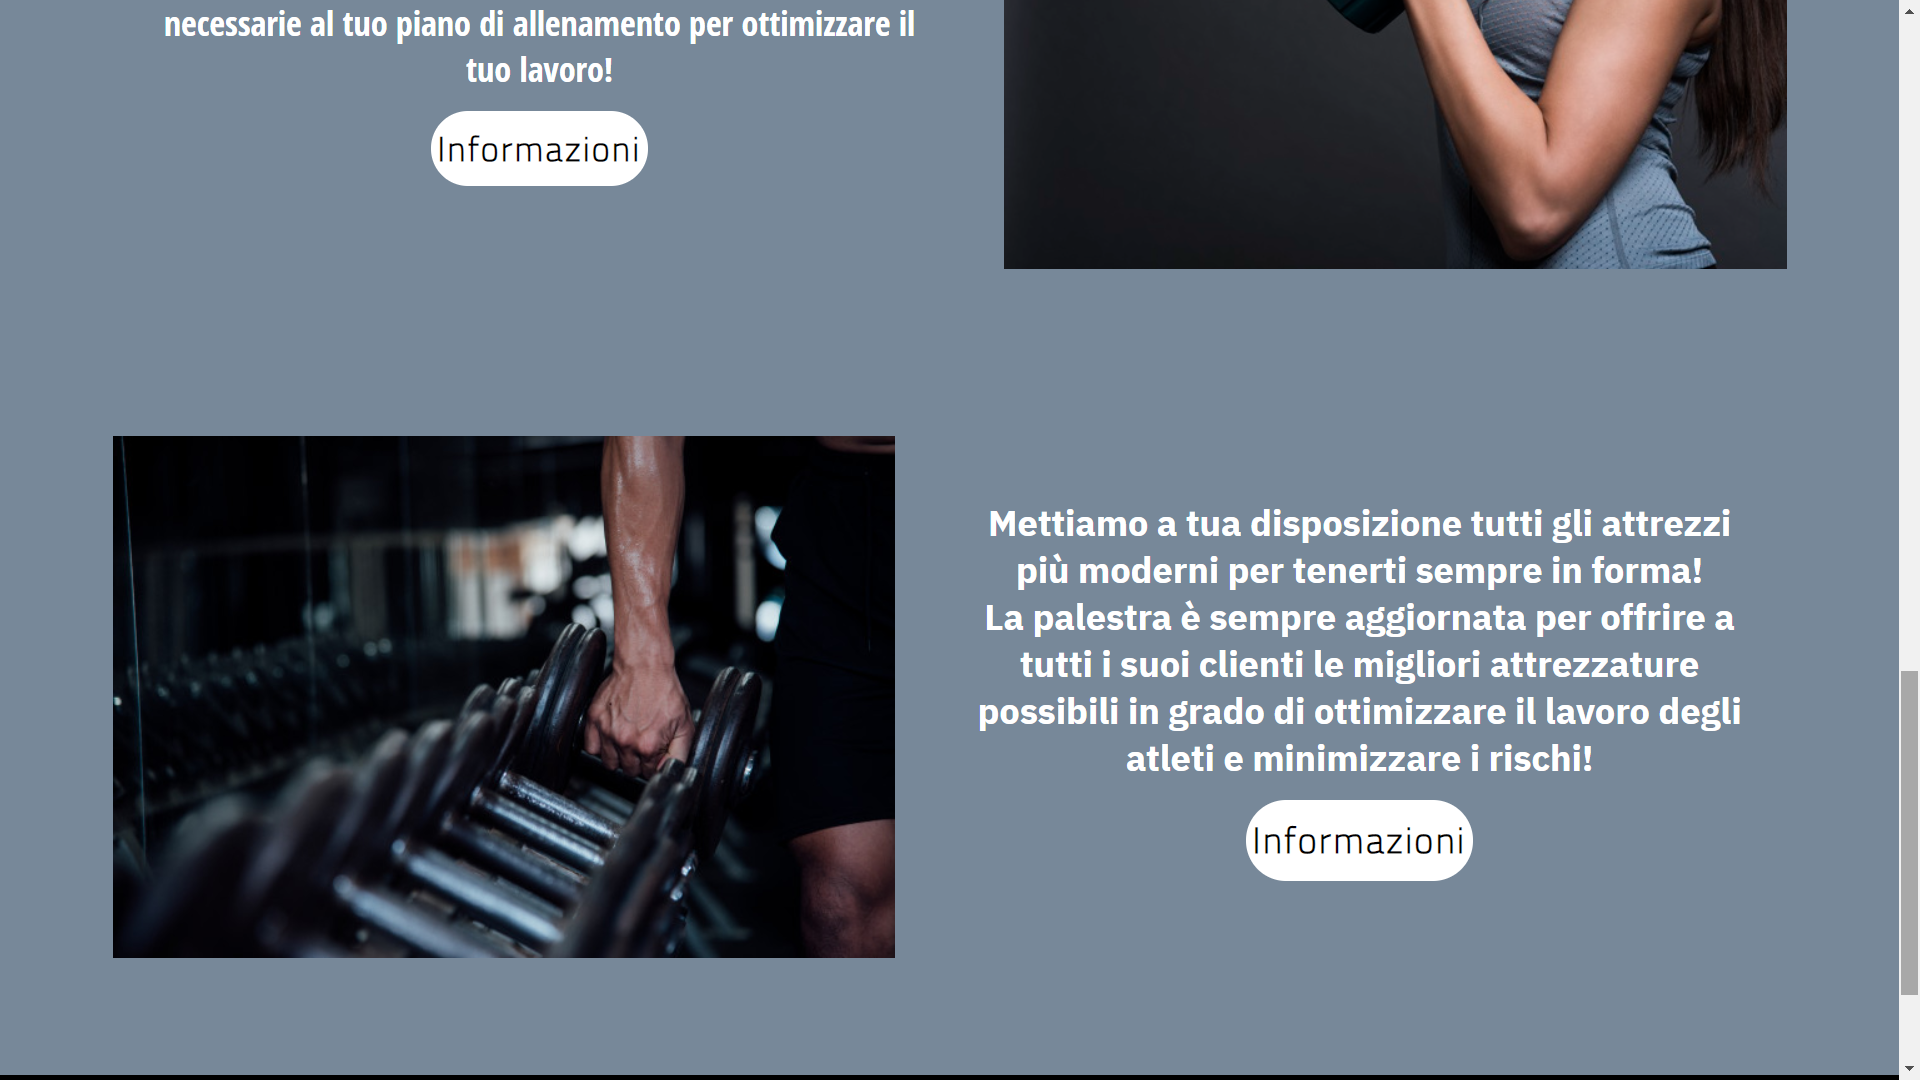 necessarie al tuo piano di allenamento per ottimizzare il
tuo lavoro!
Informazioni
Mettiamo a tua disposizione tutti gli attrezzi
più moderni per tenerti sempre in forma!
La palestra è sempre aggiornata per offrire a
tutti i suoi clienti le migliori attrezzature
possibili in grado di ottimizzare il lavoro degli
atleti e minimizzare i rischi!
Informazioni